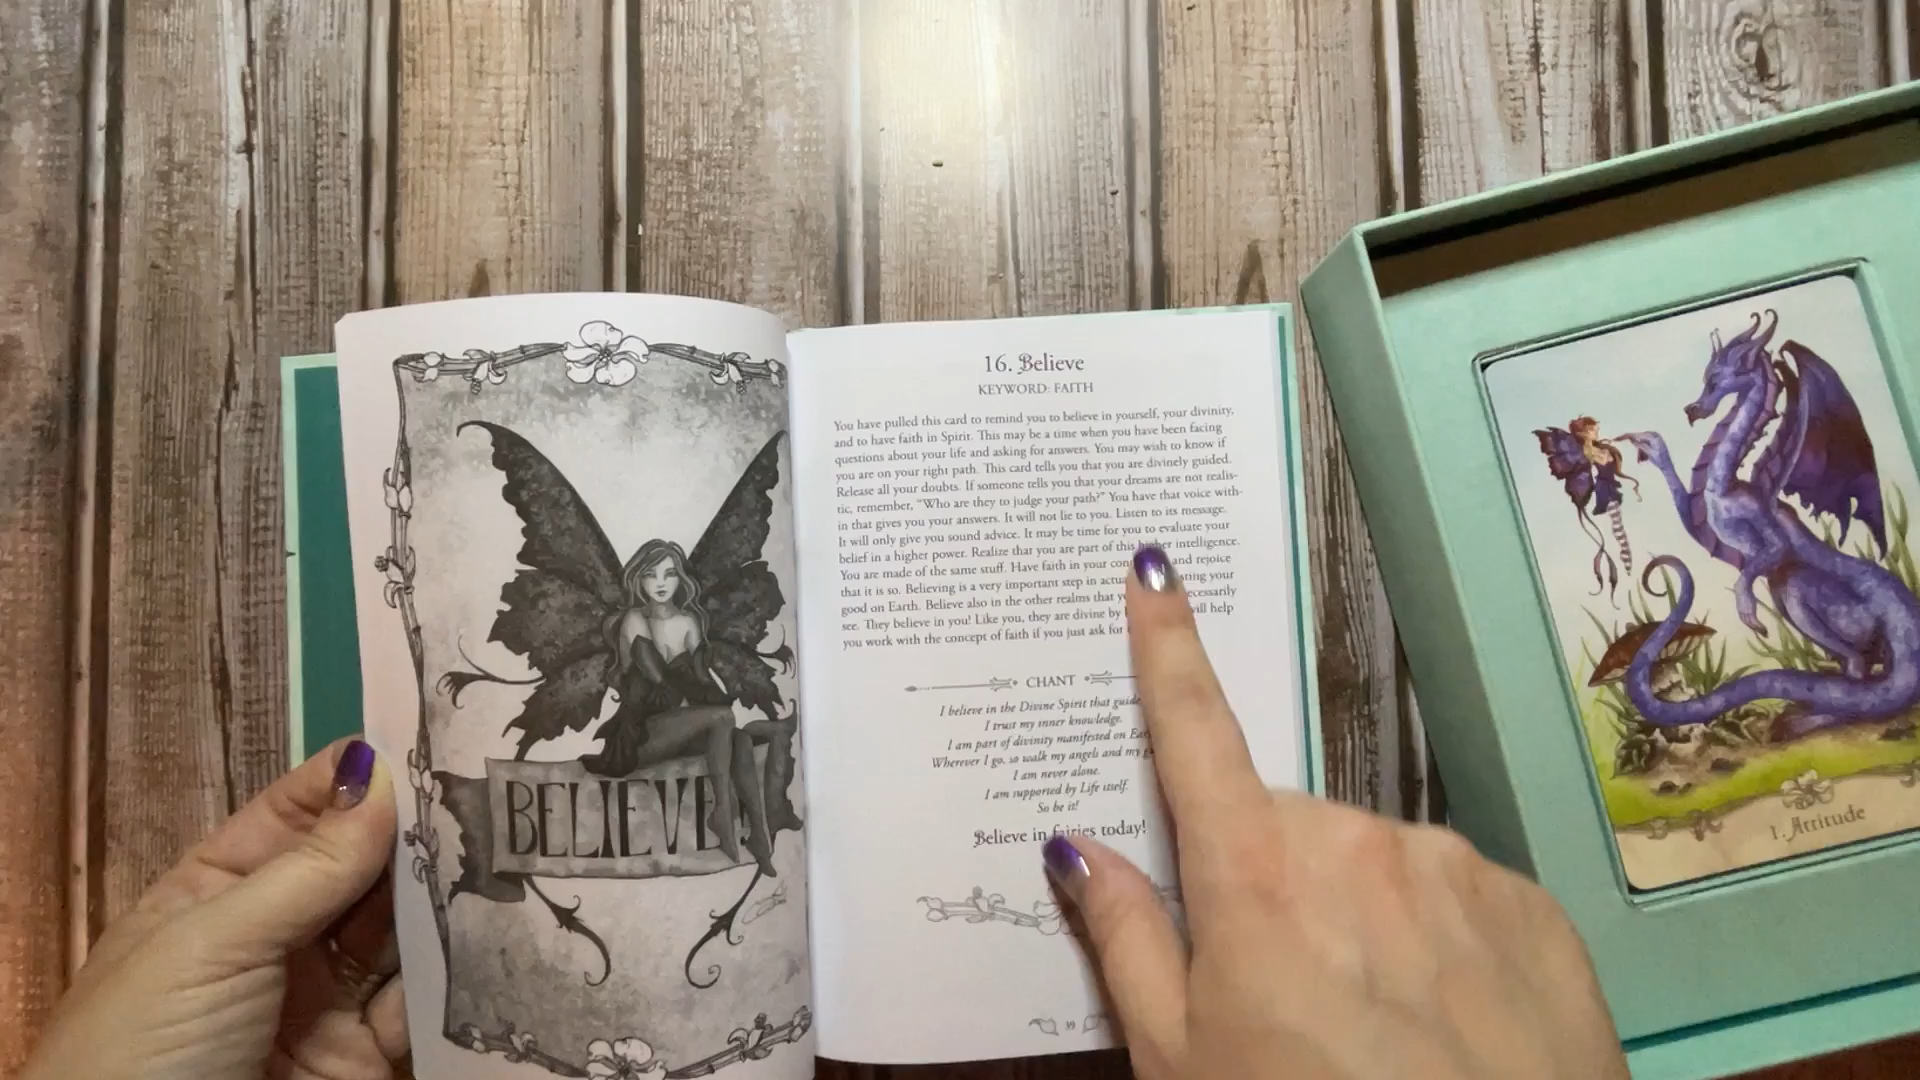 BELIEVE
16. Believe
KEYWORD: FAITH
You have pulled this card to remind you to believe in yourself, your divinity,
and to have faith in Spirit. This may be a time when you have been facing
questions about your life and asking for answers. You may wish to know if
you are on your right path. This card tells you that you are divinely guided.
Release all your doubts. If someone tells you that your dreams are not realis-
tic, remember, “Who are they to judge your path?” You have that voice with-
in that gives you your answers. It will not lie to you. Listen to its message.
It will only give you sound advice. It may be time for you to evaluate your
belief in a higher power. Realize that you are part of this higher intelligence.
You are made of the same stuff. Have faith in your and rejoice
that it is so. Believing is a very important step in your
good on Earth. Believe also in the other realms that
see. They believe in you! Like you, they are divine by will help
you work with the concept of faith if you just ask for
CHANT
I believe in the Divine Spirit that
I trust my inner knowledge.
I am part of divinity manifested on
Wherever I go, so walk my angels and my
I am never alone.
I am supported by Life itself.
So be it!
Believe in fairies today!
39
1. Attitude